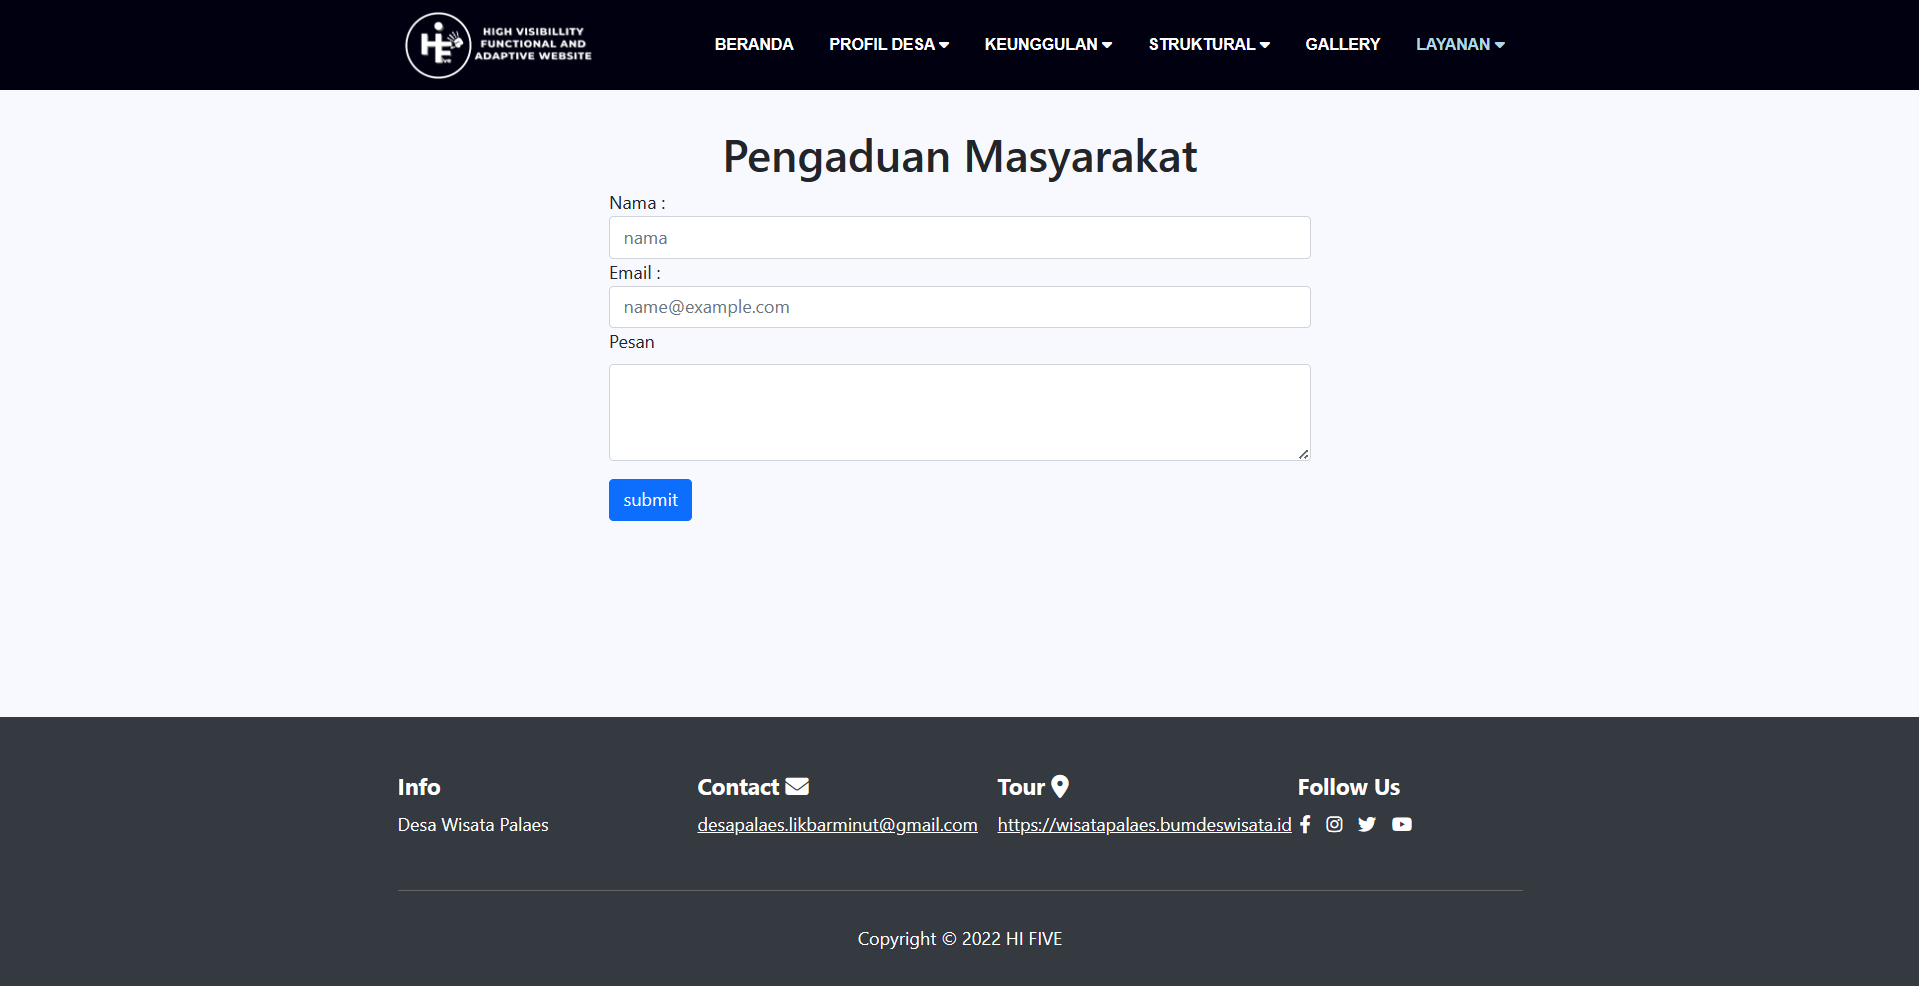 HIGH VISIBILLITY
FUNCTIONAL AND
ADAPTIVE WEBSITE
HiFive
BERANDA PROFIL DESA KEUNGGULAN STRUKTURAL GALLERY LAYANAN
Pengaduan Masyarakat
Nama :
nama
Email :
name@example.com
Pesan
submit
Info Contact Tour Follow Us
Desa Wisata Palaes desapalaes.likbarminut@gmail.com https://wisatapalaes.bumdeswisata.id
Copyright © 2022 HI FIVE